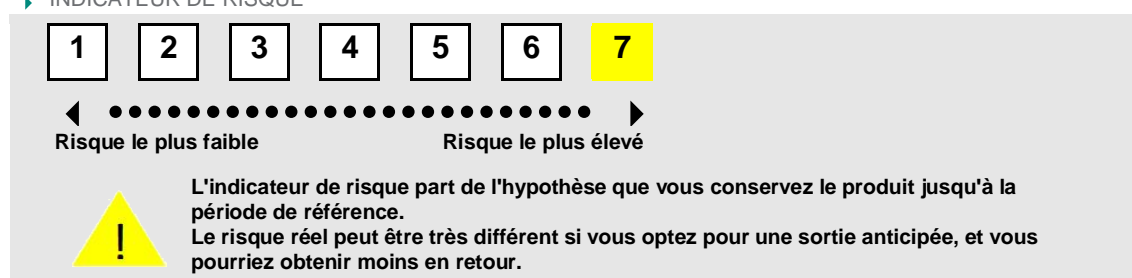 INDICATEUR DE RISQUE
1 2 3 4 5 6 7
Risque le plus faible Risque le plus élevé
L'indicateur de risque part de l'hypothèse que vous conservez le produit jusqu'à la
période de référence.
!
Le risque réel peut être très différent si vous optez pour une sortie anticipée, et vous
pourriez obtenir moins en retour.